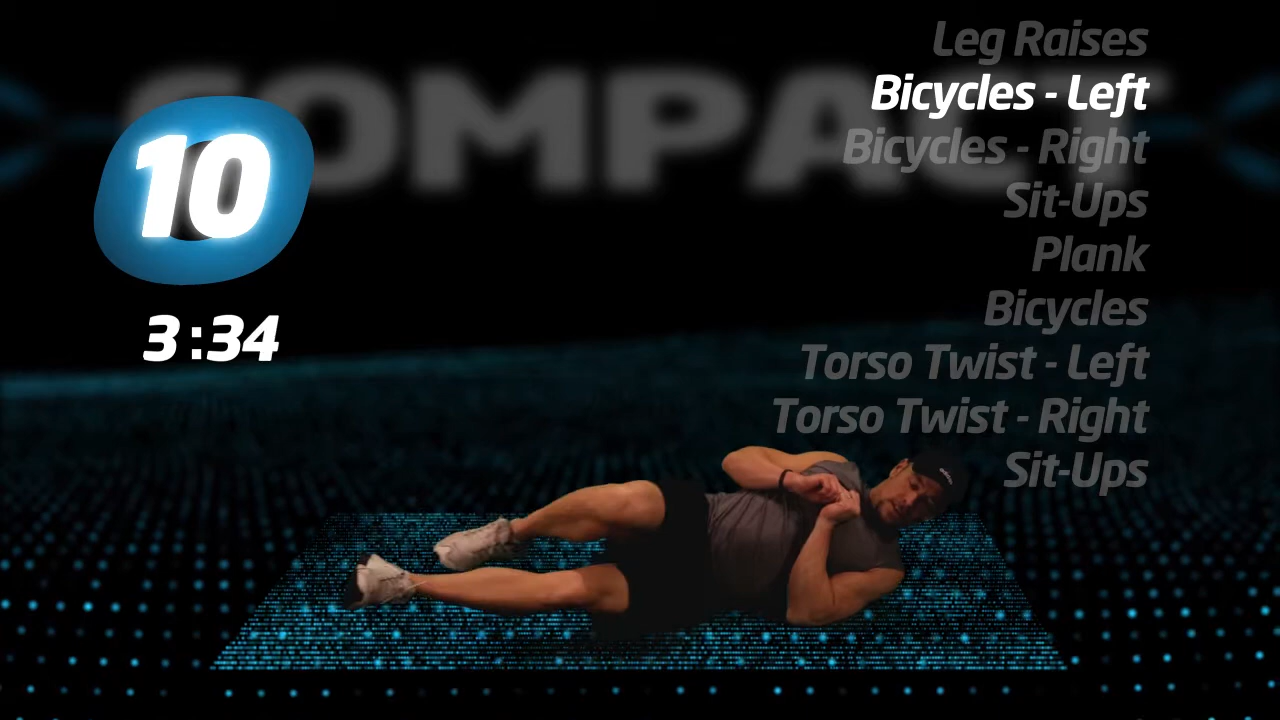 COMPACT
10
3:34
Leg Raises
Bicycles - Left
Bicycles - Right
Sit-Ups
Plank
Bicycles
Torso Twist - Left
Torso Twist - Right
Sit-Ups